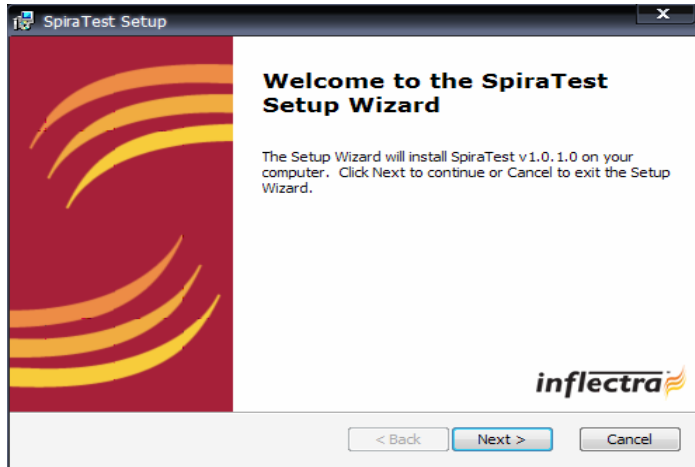 SpiraTest Setup
Welcome to the SpiraTest
Setup Wizard
The Setup Wizard will install SpiraTest v1.0.1.0 on your
computer.  Click Next to continue or Cancel to exit the Setup
Wizard.
inflectra
< Back Next > Cancel